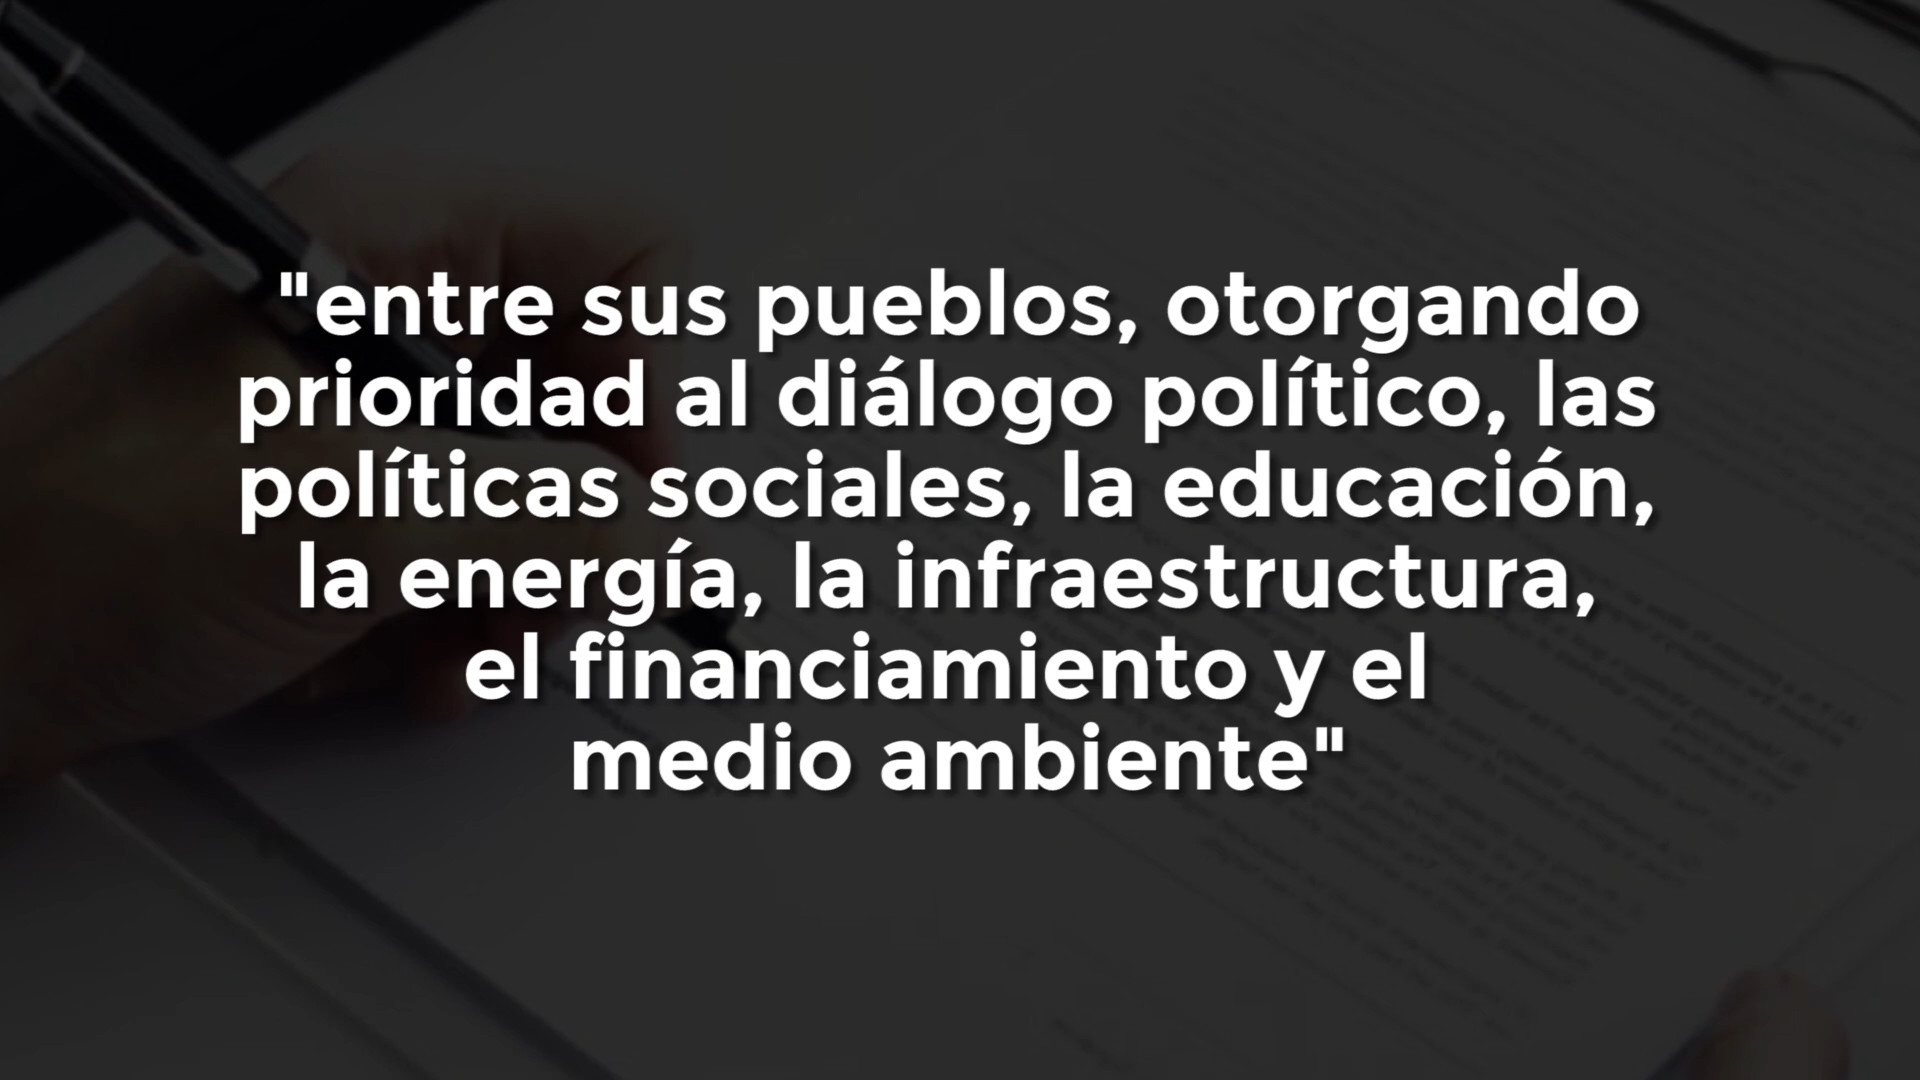 "entre sus pueblos, otorgando
prioridad al diálogo político, las
políticas sociales, la educación,
la energía, la infraestructura,
el financiamiento y el
medio ambiente"